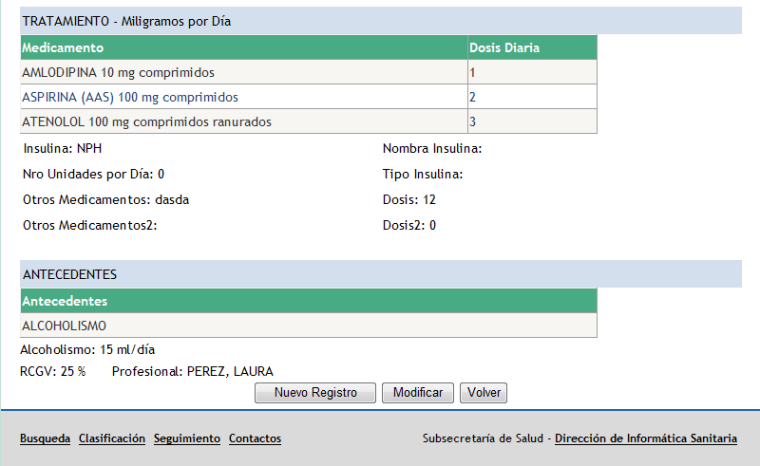 TRATAMIENTO - Miligramos por Día
Medicamento Dosis Diaria
AMLODIPINA 10 mg comprimidos 1
ASPIRINA (AAS) 100 mg comprimidos 2
ATENOLOL 100 mg comprimidos ranurados 3
Insulina: NPH Nombra Insulina:
Nro Unidades por Día: 0 Tipo Insulina:
Otros Medicamentos: dasda Dosis: 12
Otros Medicamentos2: Dosis2: 0
ANTECEDENTES
Antecedentes
ALCOHOLISMO
Alcoholismo: 15 ml/día
RCGV: 25 % Profesional: PEREZ, LAURA
Nuevo Registro Modificar Volver
Busqueda Clasificación Seguimiento Contactos Subsecretaría de Salud - Dirección de Informática Sanitaria